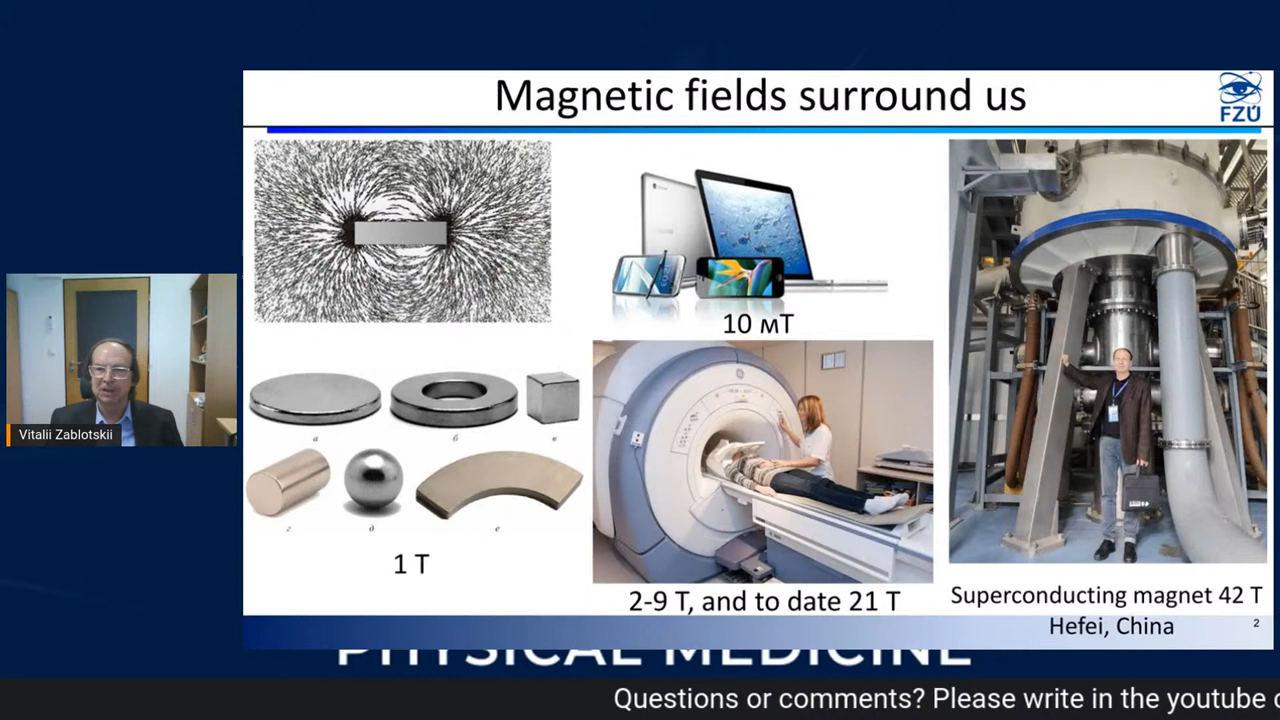 Magnetic fields surround us
FZÚ
10 мТ
Vitalii Zablotskii
а
б
в
г
д
е
1 T
2-9 T, and to date 21 T
Superconducting magnet 42 T
Hefei, China
2
PHYSICAL MEDICINE
Questions or comments? Please write in the youtube